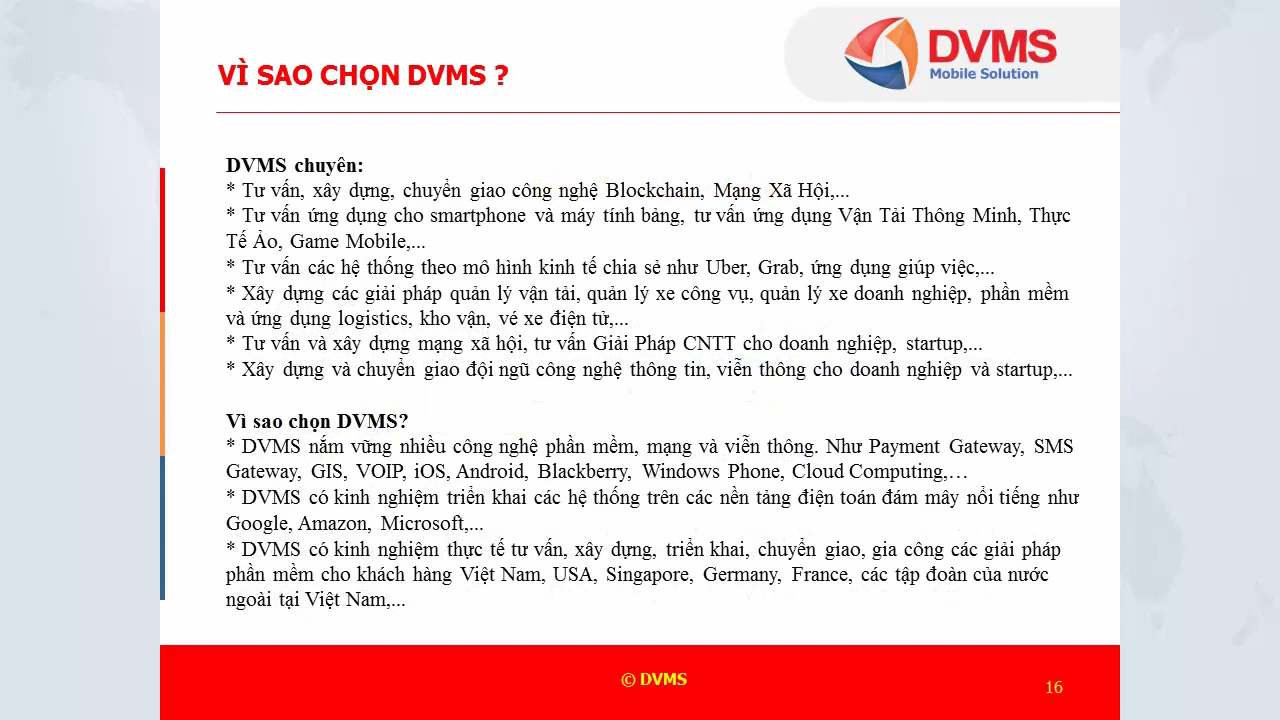 VÌ SAO CHỌN DVMS ?
DVMS
Mobile Solution
DVMS chuyên:
* Tư vấn, xây dựng, chuyển giao công nghệ Blockchain, Mạng Xã Hội,...
* Tư vấn ứng dụng cho smartphone và máy tính bảng, tư vấn ứng dụng Vận Tải Thông Minh, Thực
Tế Ảo, Game Mobile,...
* Tư vấn các hệ thống theo mô hình kinh tế chia sẻ như Uber, Grab, ứng dụng giúp việc,...
* Xây dựng các giải pháp quản lý vận tải, quản lý xe công vụ, quản lý xe doanh nghiệp, phần mềm
và ứng dụng logistics, kho vận, vé xe điện tử,...
* Tư vấn và xây dựng mạng xã hội, tư vấn Giải Pháp CNTT cho doanh nghiệp, startup,...
* Xây dựng và chuyển giao đội ngũ công nghệ thông tin, viễn thông cho doanh nghiệp và startup,...
Vì sao chọn DVMS?
* DVMS nắm vững nhiều công nghệ phần mềm, mạng và viễn thông. Như Payment Gateway, SMS
Gateway, GIS, VOIP, iOS, Android, Blackberry, Windows Phone, Cloud Computing,…
* DVMS có kinh nghiệm triển khai các hệ thống trên các nền tảng điện toán đám mây nổi tiếng như
Google, Amazon, Microsoft,...
* DVMS có kinh nghiệm thực tế tư vấn, xây dựng, triển khai, chuyển giao, gia công các giải pháp
phần mềm cho khách hàng Việt Nam, USA, Singapore, Germany, France, các tập đoàn của nước
ngoài tại Việt Nam,...
© DVMS
16